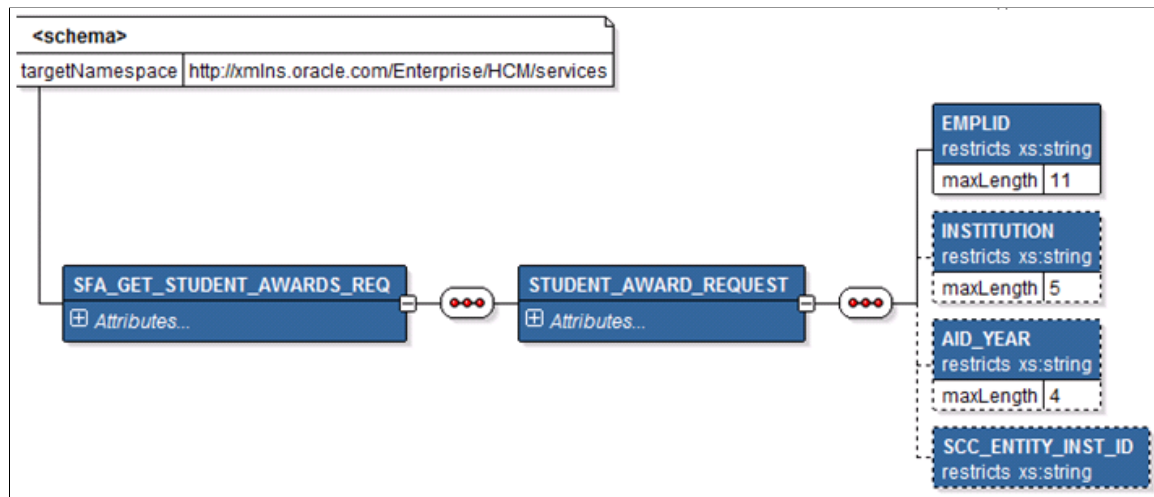 <schema>
targetNamespace http://xmlns.oracle.com/Enterprise/HCM/services
EMPLID
restricts xs:string
maxLength 11
INSTITUTION
restricts xs:string
maxLength 5
SFA_GET_STUDENT_AWARDS_REQ
Attributes...
STUDENT_AWARD_REQUEST
Attributes...
AID_YEAR
restricts xs:string
maxLength 4
SCC_ENTITY_INST_ID
restricts xs:string